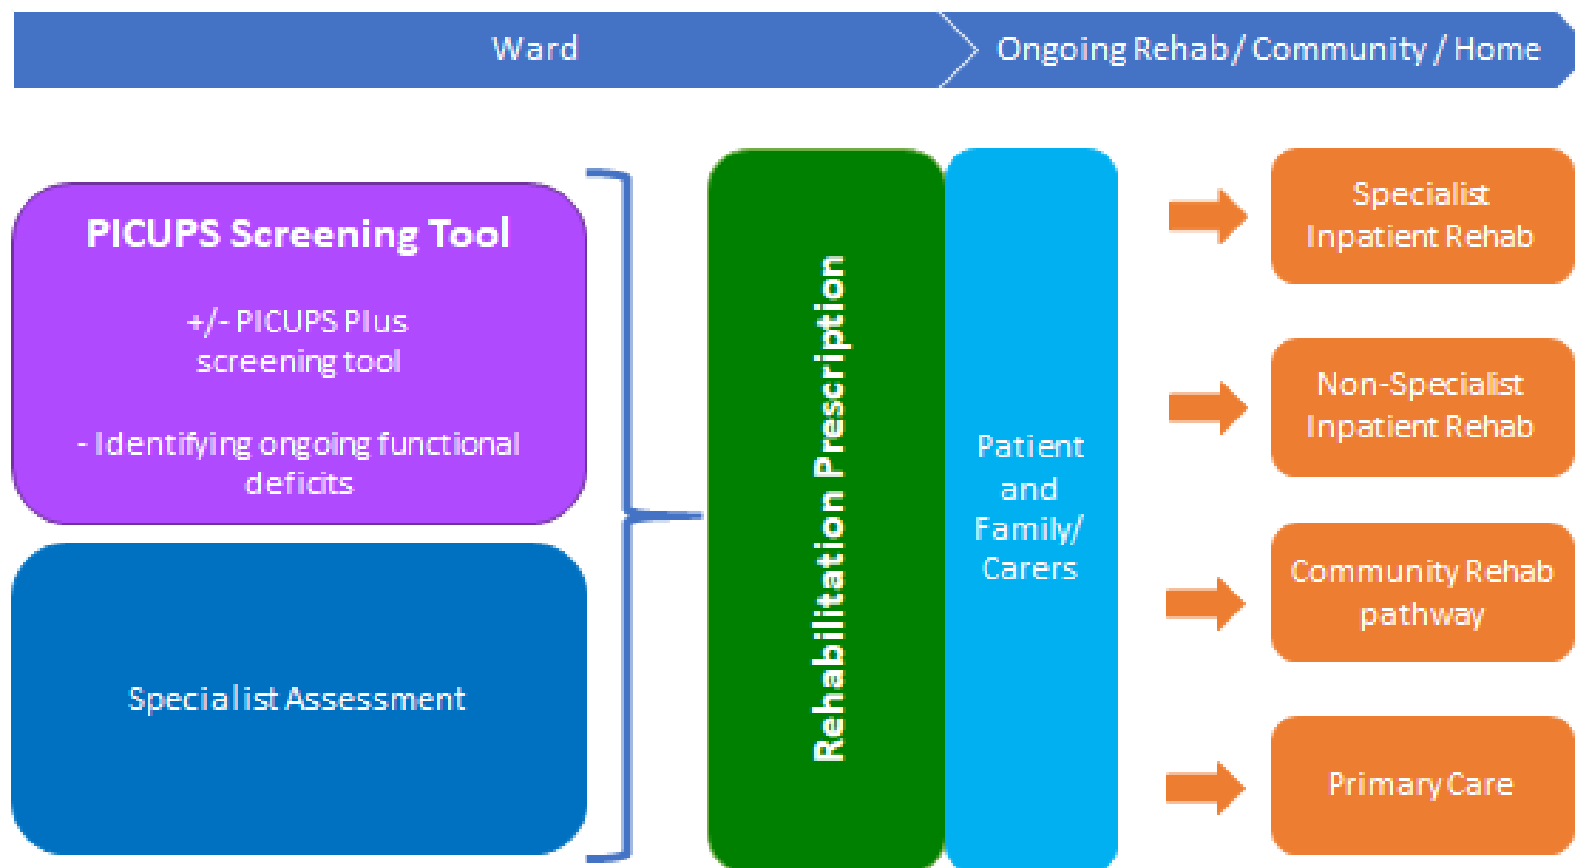 Ward
Ongoing Rehab/ Community / Home
PICUPS Screening Tool
+/- PICUPS Plus
screening tool
- Identifying ongoing functional
deficits
Specialist Assessment
Rehabilitation Prescription
Patient
and
Family/
Carers
Specialist
Inpatient Rehab
Non-Specialist
Inpatient Rehab
Community Rehab
pathway
Primary Care